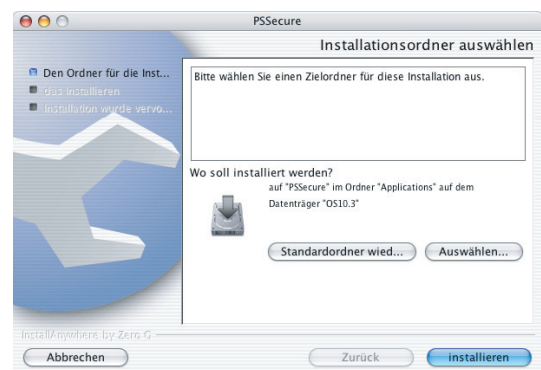 PSSecure
Installationsordner auswählen
Den Ordner für die Inst...
das Installieren
Installation wurde vervo...
Bitte wählen Sie einen Zielordner für diese Installation aus.
Wo soll installiert werden?
auf "PSSecure" im Ordner "Applications" auf dem
Datenträger "OS10.3"
Standardordner wied...
Auswählen...
InstallAnywhere by Zero G
Abbrechen
Zurück
installieren